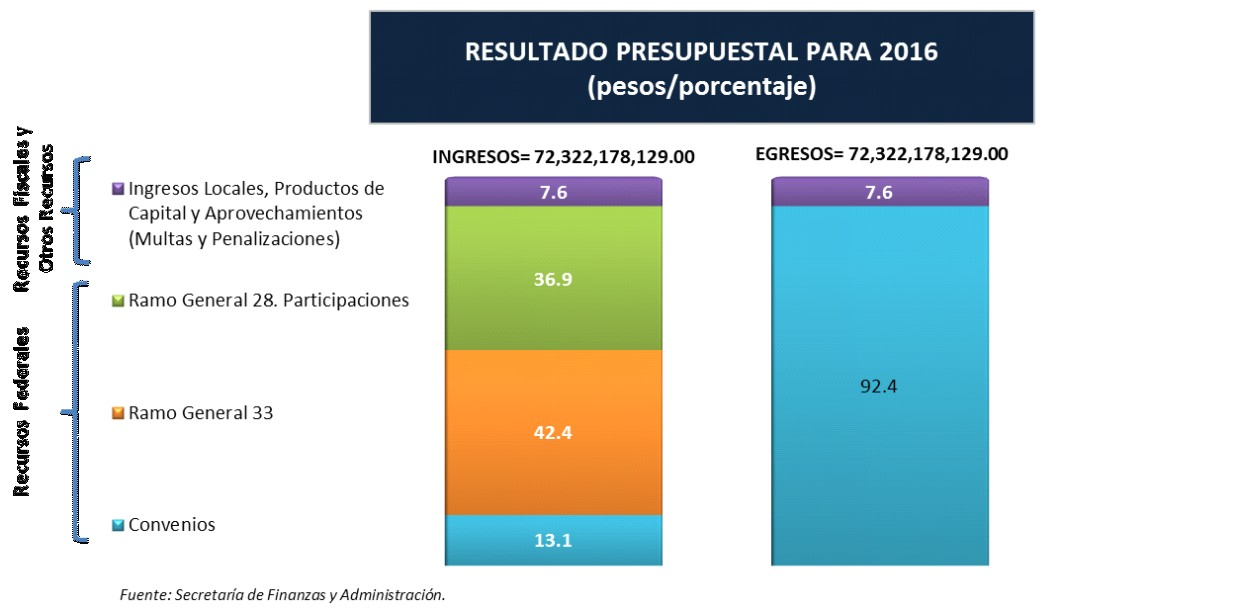 RESULTADO PRESUPUESTAL PARA 2016
(pesos/porcentaje)
INGRESOS= 72,322,178,129.00
EGRESOS= 72,322,178,129.00
Recursos Fiscales y
Otros Recursos
Ingresos Locales, Productos de
Capital y Aprovechamientos
(Multas y Penalizaciones)
7.6
7.6
Recursos Federales
Ramo General 28. Participaciones
36.9
92.4
Ramo General 33
42.4
Convenios
13.1
Fuente: Secretaría de Finanzas y Administración.